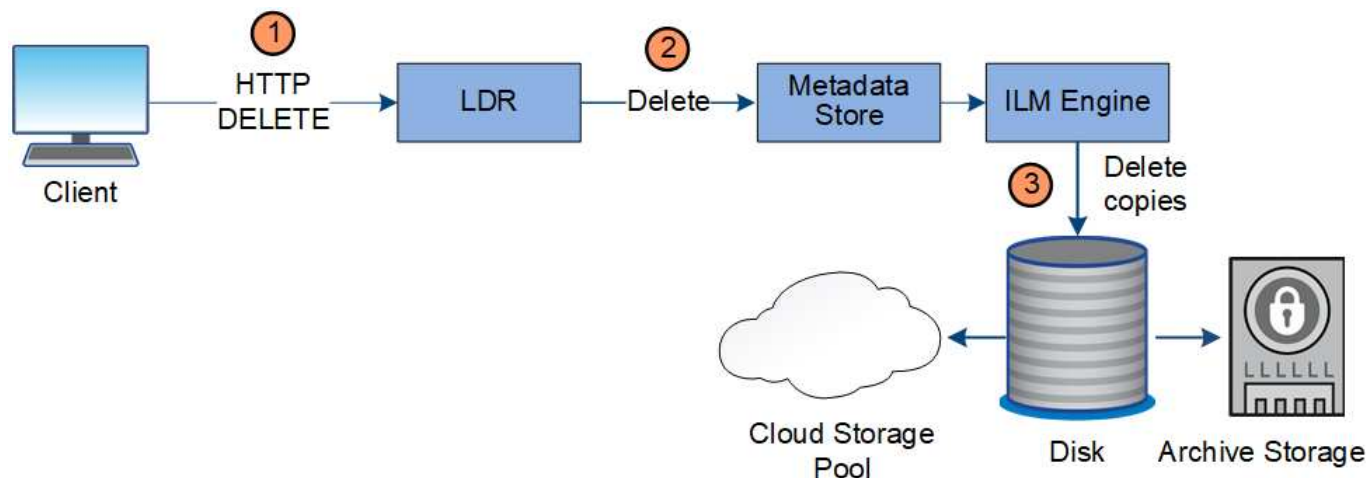 1
HTTP
DELETE
Client
LDR
2
Delete
Metadata
Store
ILM Engine
3
Delete
copies
Cloud Storage
Pool
Disk
LLLLLL
Archive Storage